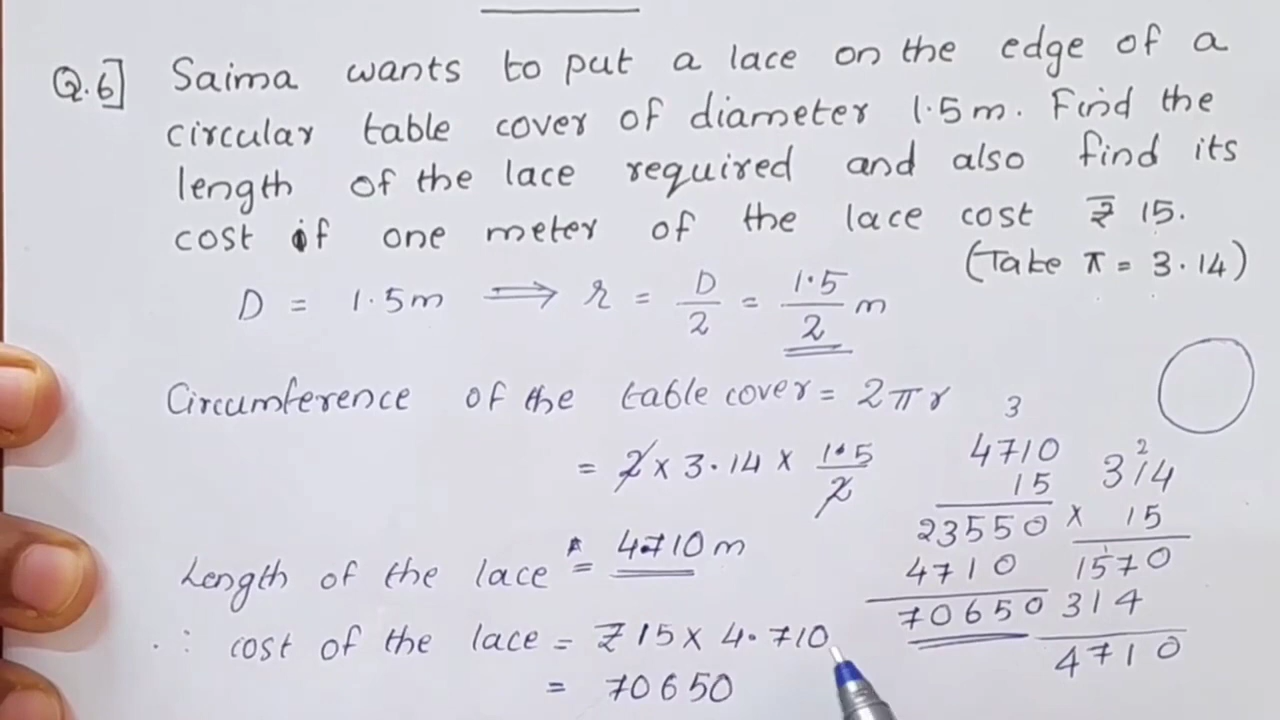 Q.6] Saima wants to put a lace on the edge of a
circular table cover of diameter 1.5m. Find the
length of the lace required and also find its
cost if one meter of the lace cost ₹ 15.
(Take π = 3.14)
D = 1.5m ⟹ r = D/2 = 1.5/2 m
Circumference of the table cover = 2πr
= 2 x 3.14 x 1.5/2
Length of the lace = 4.710 m
∴ cost of the lace = ₹15 x 4.710
= 70650
3
4710
15
23550
4710
70650
2
314
x 15
1
1570
314
4710